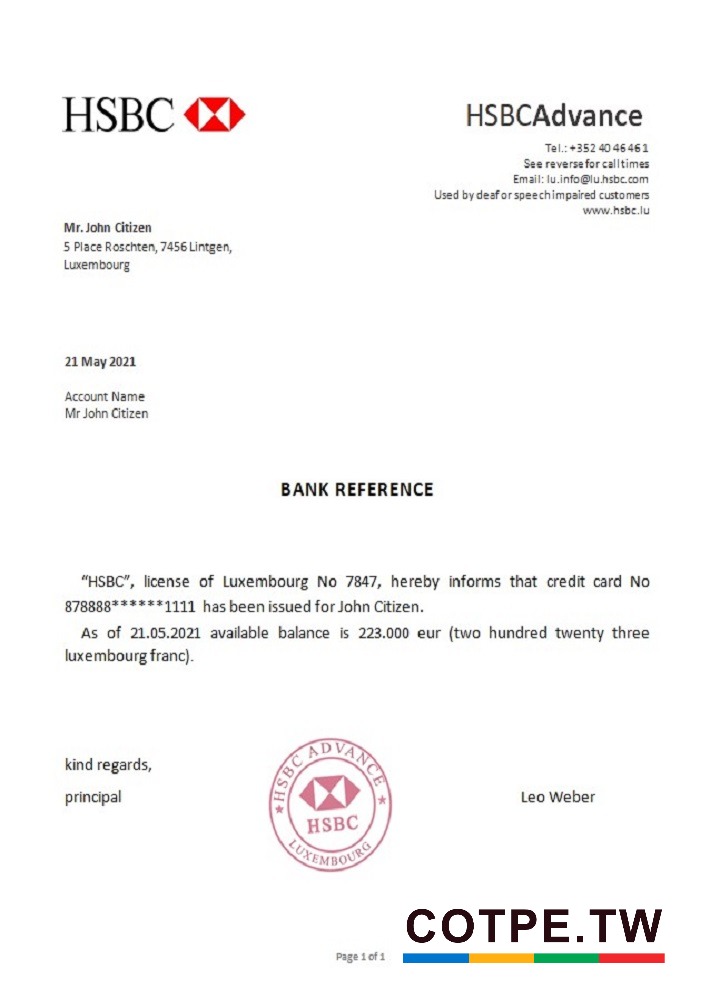 HSBC
HSBCAdvance
Tel.: +352 40 46 46 1
See reverse for call times
Email: lu.info@lu.hsbc.com
Used by deaf or speech impaired customers
www.hsbc.lu
Mr. John Citizen
5 Place Roschten, 7456 Lintgen,
Luxembourg
21 May 2021
Account Name
Mr John Citizen
BANK REFERENCE
“HSBC”, license of Luxembourg No 7847, hereby informs that credit card No
878888******1111 has been issued for John Citizen.
As of 21.05.2021 available balance is 223.000 eur (two hundred twenty three
luxembourg franc).
kind regards,
principal
HSBC ADVANCE
HSBC
LUXEMBOURG
Leo Weber
COTPE.TW
Page 1 of 1